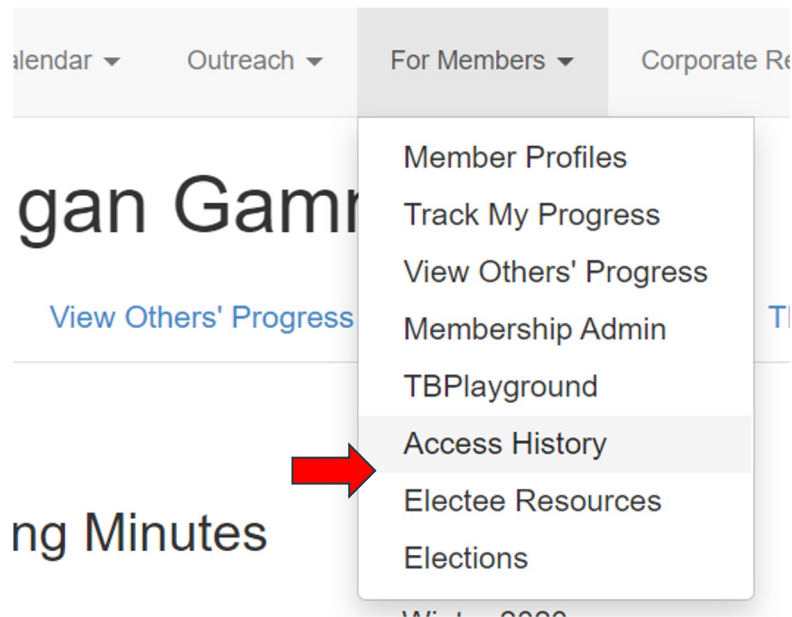 alendar Outreach For Members Corporate Re
Member Profiles
gan Gam
Track My Progress
View Others' Progress
View Others' Progress
Membership Admin
TBPlayground
Access History
Electee Resources
ng Minutes
Elections